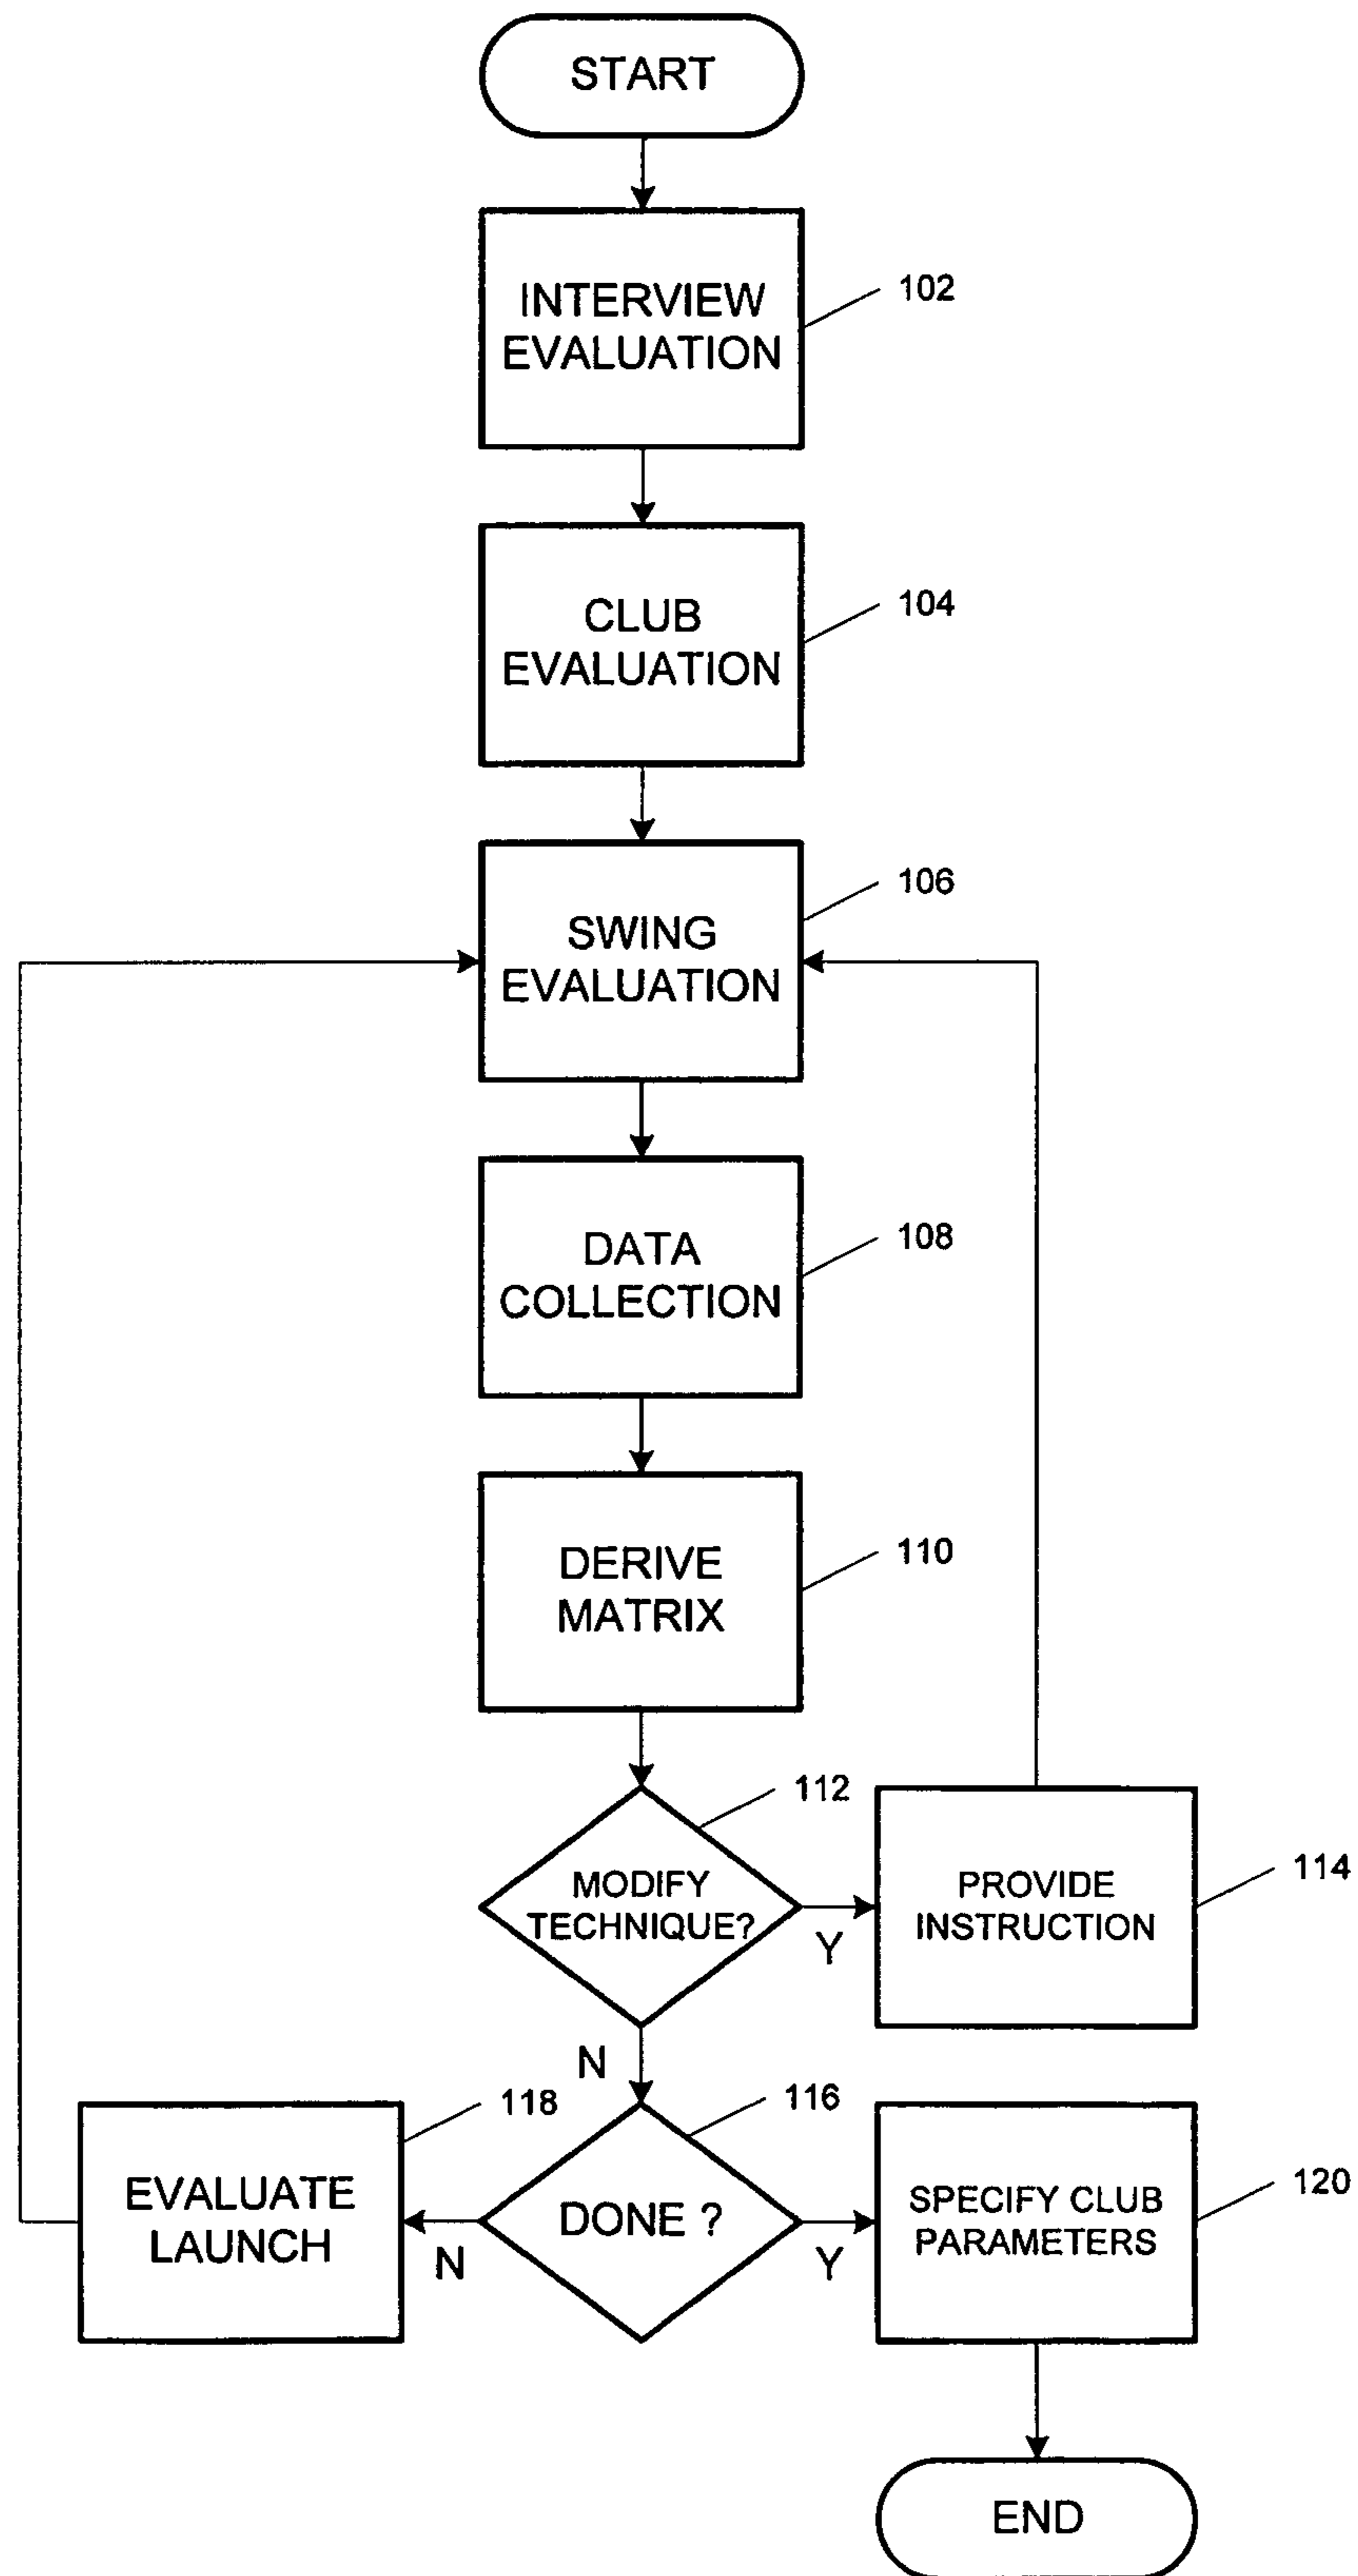 START
INTERVIEW
EVALUATION
102
CLUB
EVALUATION
104
SWING
EVALUATION
106
DATA
COLLECTION
108
DERIVE
MATRIX
110
MODIFY
TECHNIQUE?
112
Y
PROVIDE
INSTRUCTION
114
N
DONE ?
116
N
EVALUATE
LAUNCH
118
Y
SPECIFY CLUB
PARAMETERS
120
END